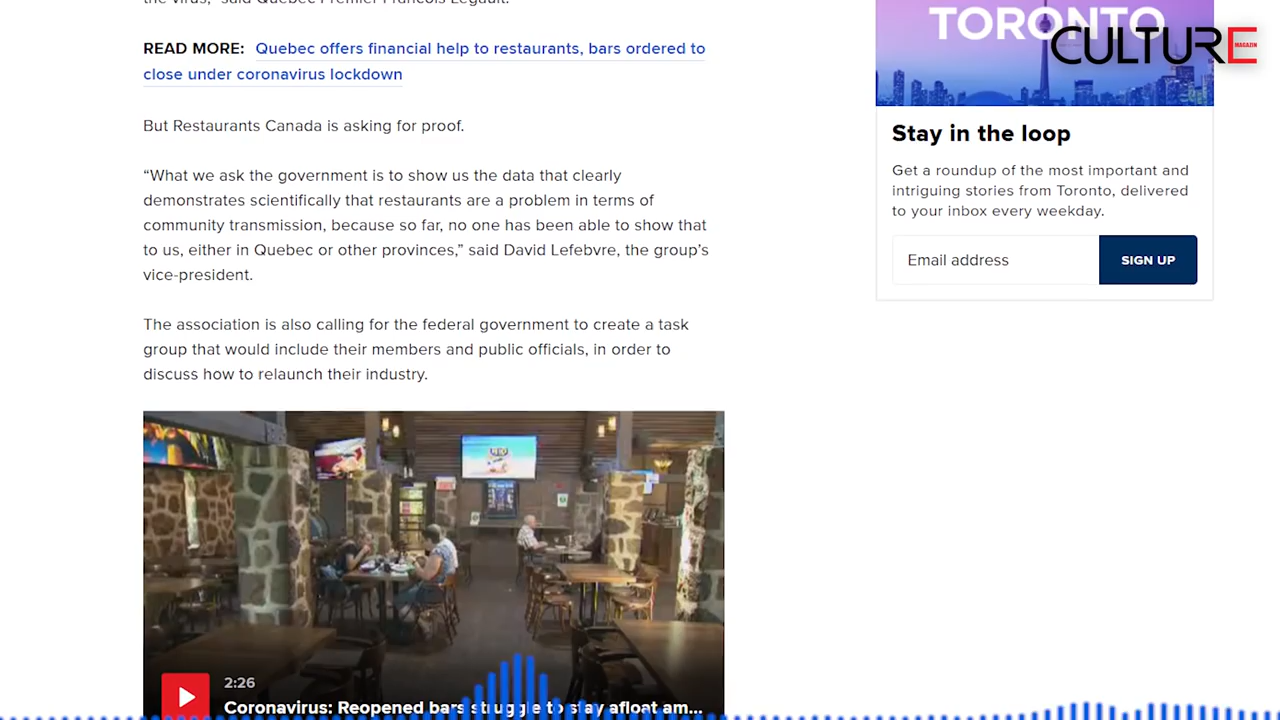 the virus," said Quebec Premier François Legault.
READ MORE: Quebec offers financial help to restaurants, bars ordered to
close under coronavirus lockdown
But Restaurants Canada is asking for proof.
“What we ask the government is to show us the data that clearly
demonstrates scientifically that restaurants are a problem in terms of
community transmission, because so far, no one has been able to show that
to us, either in Quebec or other provinces,” said David Lefebvre, the group’s
vice-president.
The association is also calling for the federal government to create a task
group that would include their members and public officials, in order to
discuss how to relaunch their industry.
2:26
Coronavirus: Reopened bars struggle to stay afloat am...
TORONTO
CULTURE
MAGAZIN
Stay in the loop
Get a roundup of the most important and
intriguing stories from Toronto, delivered
to your inbox every weekday.
Email address
SIGN UP